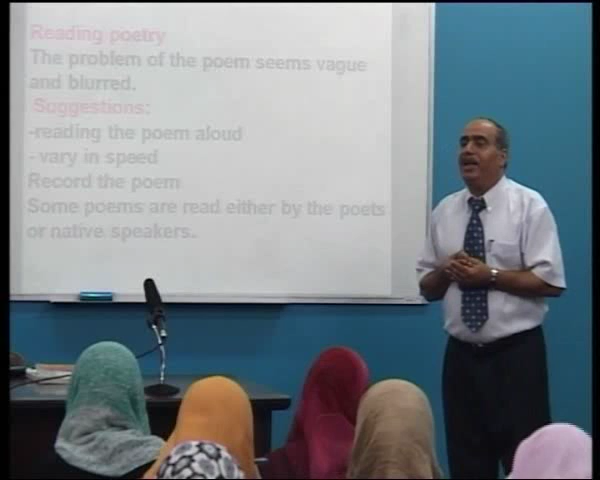 Reading poetry
The problem of the poem seems vague
and blurred.
Suggestions:
-reading the poem aloud
- vary in speed
Record the poem
Some poems are read either by the poets
or native speakers.